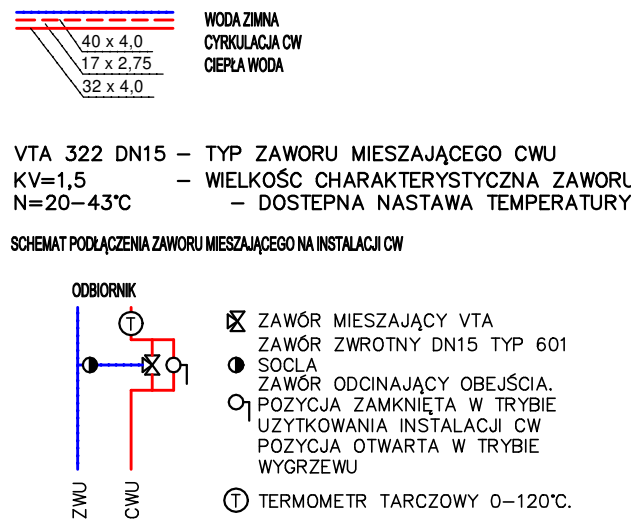 WODA ZIMNA
CYRKULACJA CW
CIEPŁA WODA
40 x 4,0
17 x 2,75
32 x 4,0
VTA 322 DN15 – TYP ZAWORU MIESZAJĄCEGO CWU
KV=1,5 – WIELKOŚC CHARAKTERYSTYCZNA ZAWORU
N=20–43°C – DOSTEPNA NASTAWA TEMPERATURY
SCHEMAT PODŁĄCZENIA ZAWORU MIESZAJĄCEGO NA INSTALACJI CW
ODBIORNIK
T
ZWU
CWU
ZAWÓR MIESZAJĄCY VTA
ZAWÓR ZWROTNY DN15 TYP 601
SOCLA
ZAWÓR ODCINAJĄCY OBEJŚCIA.
POZYCJA ZAMKNIĘTA W TRYBIE
UZYTKOWANIA INSTALACJI CW
POZYCJA OTWARTA W TRYBIE
WYGRZEWU
T TERMOMETR TARCZOWY 0–120°C.